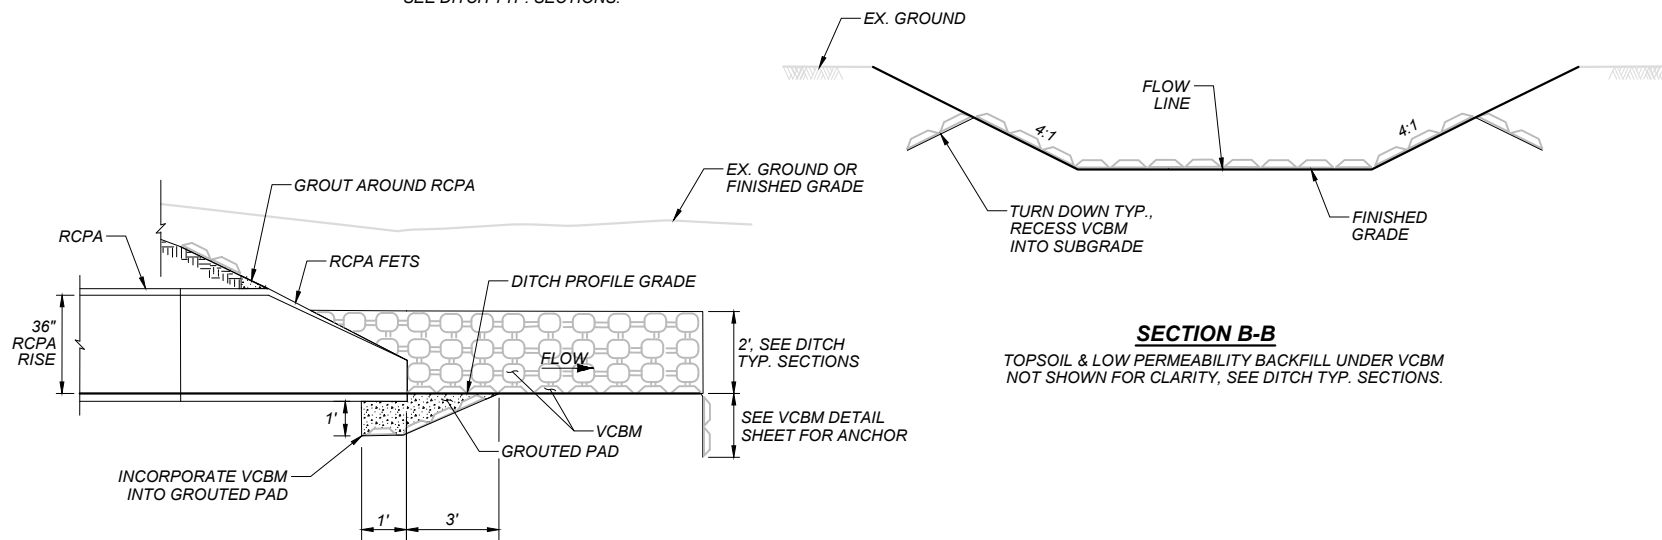 SEE DITCH TYP. SECTIONS.
EX. GROUND
FLOW
LINE
4:1
4:1
TURN DOWN TYP.,
RECESS VCBM
INTO SUBGRADE
FINISHED
GRADE
SECTION B-B
TOPSOIL & LOW PERMEABILITY BACKFILL UNDER VCBM
NOT SHOWN FOR CLARITY, SEE DITCH TYP. SECTIONS.
EX. GROUND OR
FINISHED GRADE
GROUT AROUND RCPA
RCPA
RCPA FETS
DITCH PROFILE GRADE
36"
RCPA
RISE
FLOW
2', SEE DITCH
TYP. SECTIONS
1'
VCBM
SEE VCBM DETAIL
SHEET FOR ANCHOR
GROUTED PAD
INCORPORATE VCBM
INTO GROUTED PAD
1'
3'